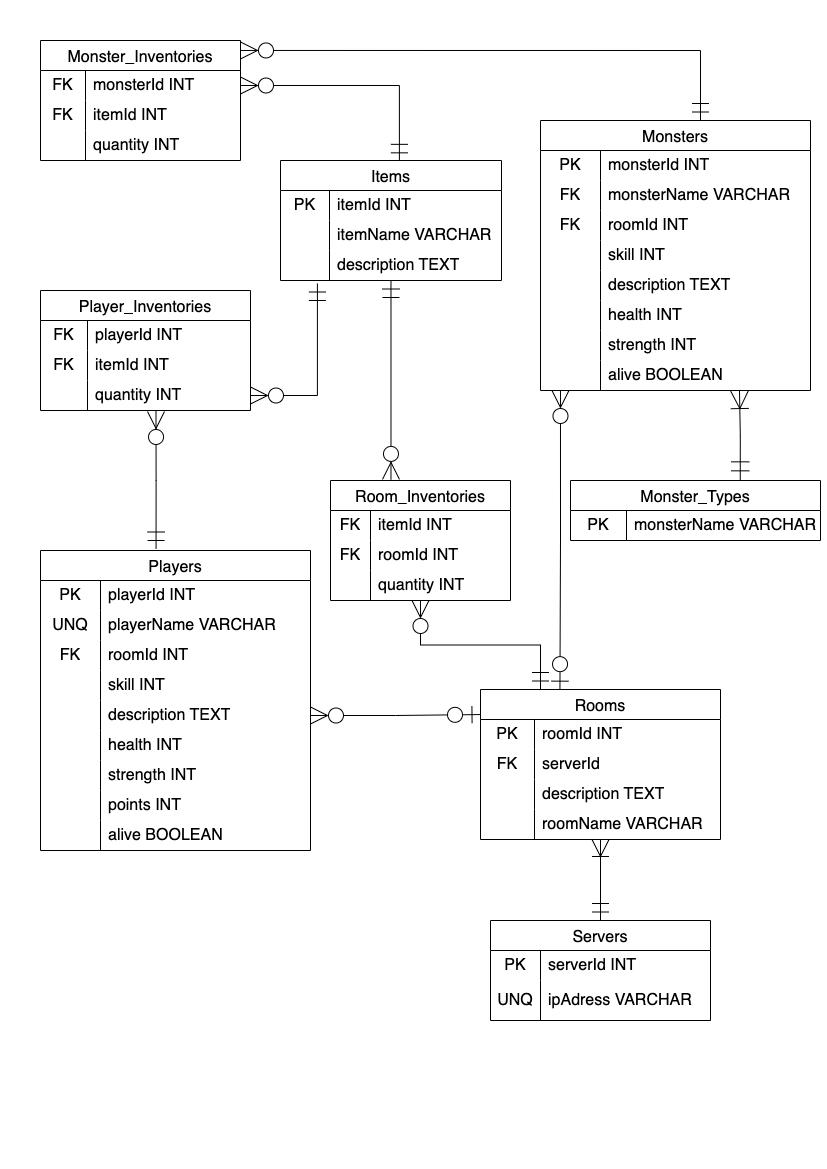 Monster_Inventories
FK monsterId INT
FK itemId INT
quantity INT
Monsters
PK monsterId INT
FK monsterName VARCHAR
FK roomId INT
skill INT
description TEXT
health INT
strength INT
alive BOOLEAN
Items
PK itemId INT
itemName VARCHAR
description TEXT
Player_Inventories
FK playerId INT
FK itemId INT
quantity INT
Room_Inventories
FK itemId INT
FK roomId INT
quantity INT
Monster_Types
PK monsterName VARCHAR
Players
PK playerId INT
UNQ playerName VARCHAR
FK roomId INT
skill INT
description TEXT
health INT
strength INT
points INT
alive BOOLEAN
Rooms
PK roomId INT
FK serverId
description TEXT
roomName VARCHAR
Servers
PK serverId INT
UNQ ipAdress VARCHAR